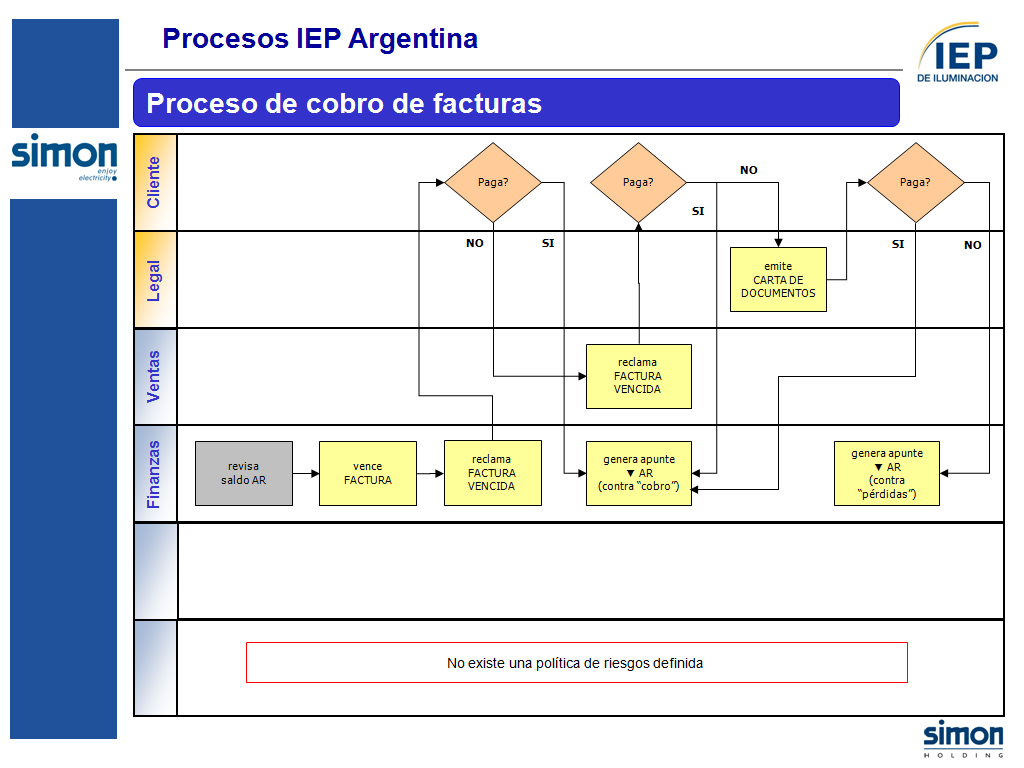 Procesos IEP Argentina
IEP
DE ILUMINACION
Proceso de cobro de facturas
simon
enjoy
electricity
Cliente
Paga?
Paga?
Paga?
NO
SI
NO
SI
SI
NO
Legal
emite
CARTA DE
DOCUMENTOS
Ventas
reclama
FACTURA
VENCIDA
Finanzas
revisa
saldo AR
vence
FACTURA
reclama
FACTURA
VENCIDA
genera apunte
▼ AR
(contra “cobro”)
genera apunte
▼ AR
(contra
“pérdidas”)
No existe una política de riesgos definida
simon
HOLDING